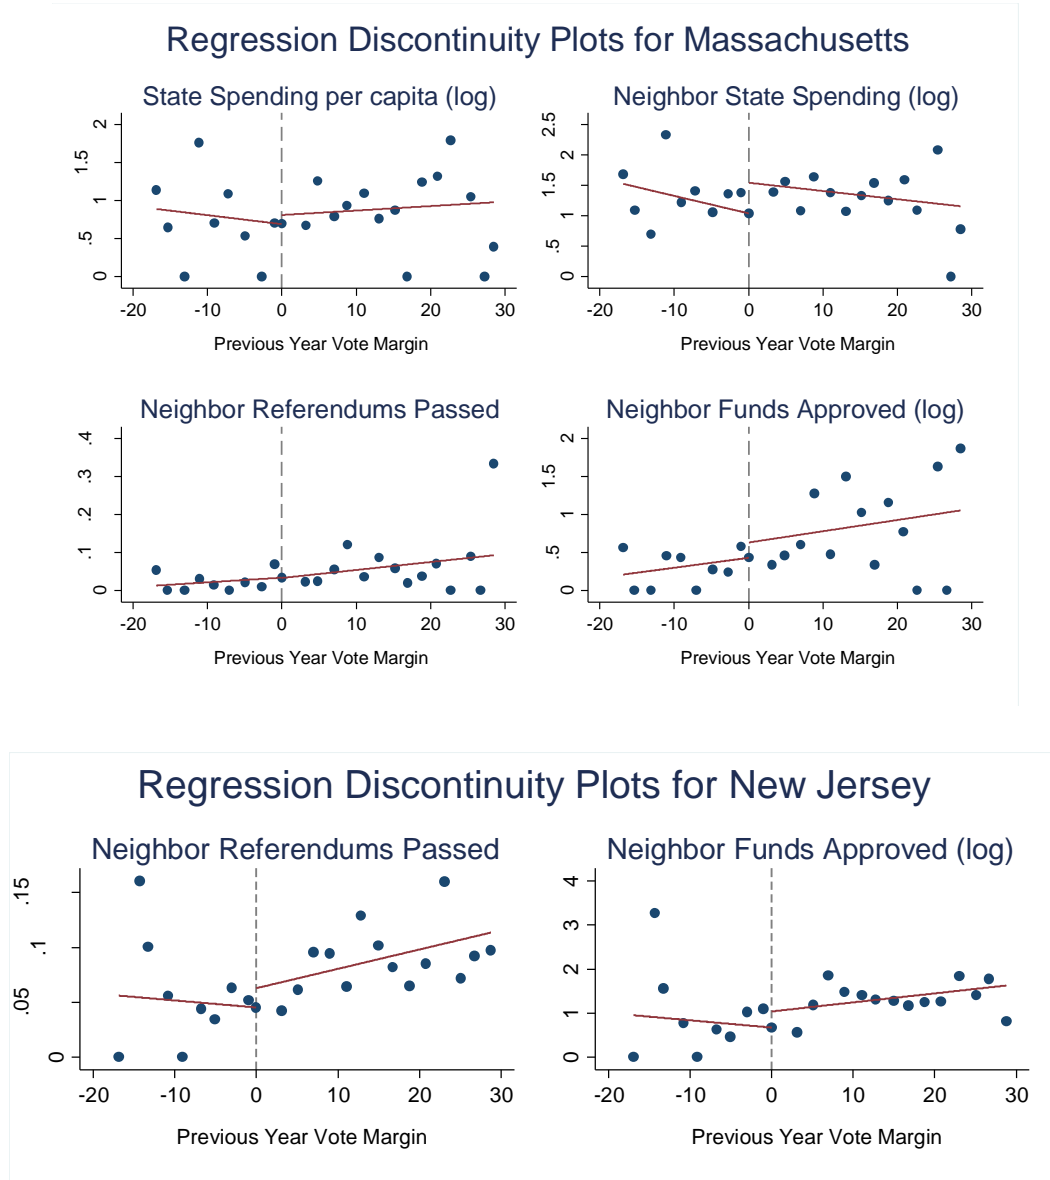 Regression Discontinuity Plots for Massachusetts
State Spending per capita (log)
2
1.5
1
.5
0
-20 -10 0 10 20 30
Previous Year Vote Margin
Neighbor State Spending (log)
2.5
2
1.5
1
.5
0
-20 -10 0 10 20 30
Previous Year Vote Margin
Neighbor Referendums Passed
.4
.3
.2
.1
0
-20 -10 0 10 20 30
Previous Year Vote Margin
Neighbor Funds Approved (log)
2
1.5
1
.5
0
-20 -10 0 10 20 30
Previous Year Vote Margin
Regression Discontinuity Plots for New Jersey
Neighbor Referendums Passed
.15
.1
.05
0
-20 -10 0 10 20 30
Previous Year Vote Margin
Neighbor Funds Approved (log)
4
3
2
1
0
-20 -10 0 10 20 30
Previous Year Vote Margin